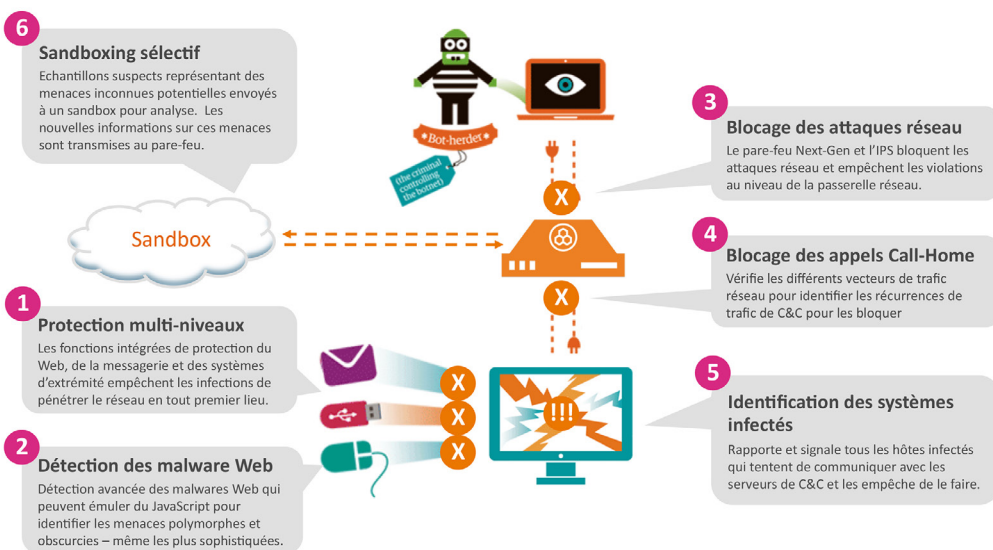 6
Sandboxing sélectif
Echantillons suspects représentant des
menaces inconnues potentielles envoyés
à un sandbox pour analyse. Les
nouvelles informations sur ces menaces
sont transmises au pare-feu.
Bot-herder
(the criminal
controlling
the botnet)
3
Blocage des attaques réseau
Le pare-feu Next-Gen et l'IPS bloquent les
attaques réseau et empêchent les violations
au niveau de la passerelle réseau.
X
Sandbox
4
Blocage des appels Call-Home
Vérifie les différents vecteurs de trafic
réseau pour identifier les récurrences de
trafic de C&C pour les bloquer
X
1
Protection multi-niveaux
Les fonctions intégrées de protection du
Web, de la messagerie et des systèmes
d'extrémité empêchent les infections de
pénétrer le réseau en tout premier lieu.
X
X
X
!!!
5
Identification des systèmes
infectés
Rapporte et signale tous les hôtes infectés
qui tentent de communiquer avec les
serveurs de C&C et les empêche de le faire.
2
Détection des malware Web
Détection avancée des malwares Web qui
peuvent émuler du JavaScript pour
identifier les menaces polymorphes et
obscurcies – même les plus sophistiquées.